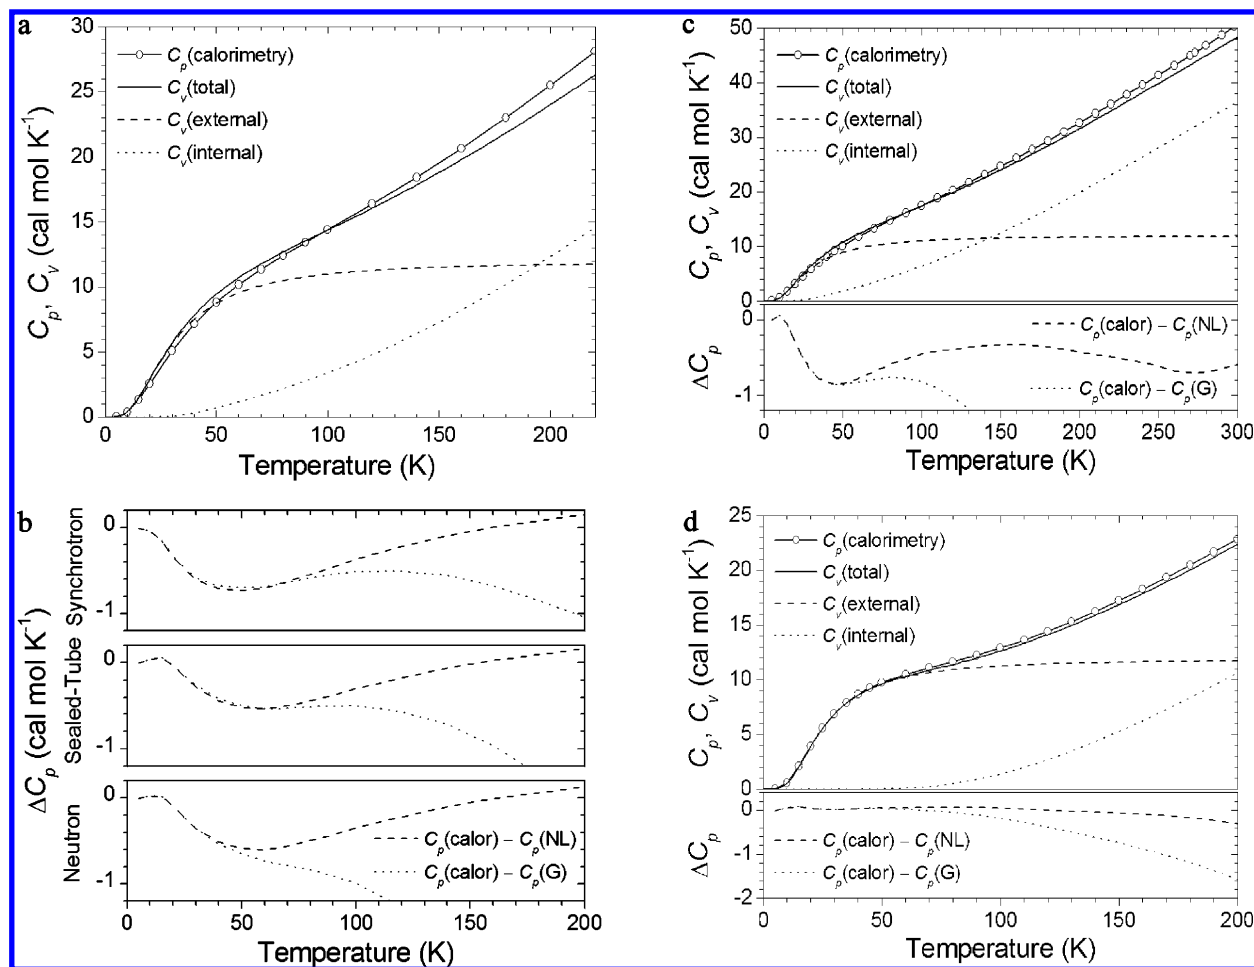 a
30
25
20
15
10
5
0
C_p, C_v (cal mol K⁻¹)
C_p(calorimetry)
C_v(total)
C_v(external)
C_v(internal)
0 50 100 150 200
Temperature (K)
b
ΔC_p (cal mol K⁻¹)
Synchrotron
0
-1
Sealed-Tube
0
-1
Neutron
0
-1
C_p(calor) – C_p(NL)
C_p(calor) – C_p(G)
0 50 100 150 200
Temperature (K)
c
50
40
30
20
10
0
C_p, C_v (cal mol K⁻¹)
C_p(calorimetry)
C_v(total)
C_v(external)
C_v(internal)
ΔC_p
0
-1
C_p(calor) – C_p(NL)
C_p(calor) – C_p(G)
0 50 100 150 200 250 300
Temperature (K)
d
25
20
15
10
5
0
C_p, C_v (cal mol K⁻¹)
C_p(calorimetry)
C_v(total)
C_v(external)
C_v(internal)
ΔC_p
0
-1
-2
C_p(calor) – C_p(NL)
C_p(calor) – C_p(G)
0 50 100 150 200
Temperature (K)